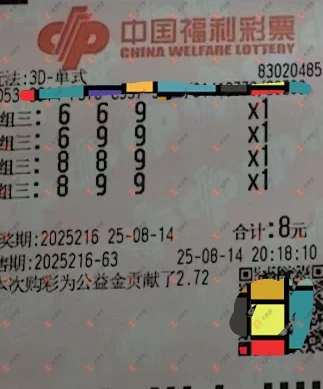 中国福利彩票
CHINA WELFARE LOTTERY
玩法:3D-单式 83020485
组三: 6 6 9 x1
组三: 6 9 9 x1
组三: 8 8 9 x1
组三: 8 9 9 x1
奖期:2025216 25-08-14 合计:8元
售期:2025216-63 25-08-14 20:18:10
本次购彩为公益金贡献了2.72